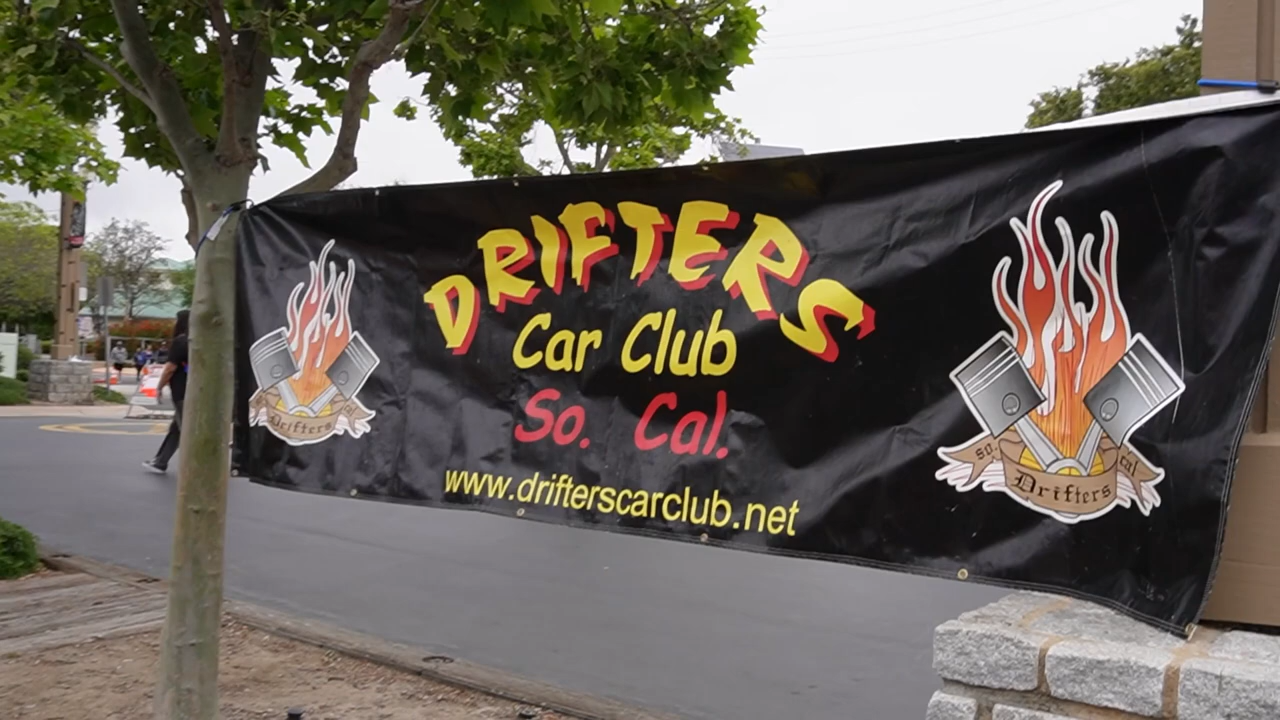 DRIFTERS
Car Club
So. Cal.
www.drifterscarclub.net
Drifters
so. cal
Drifters